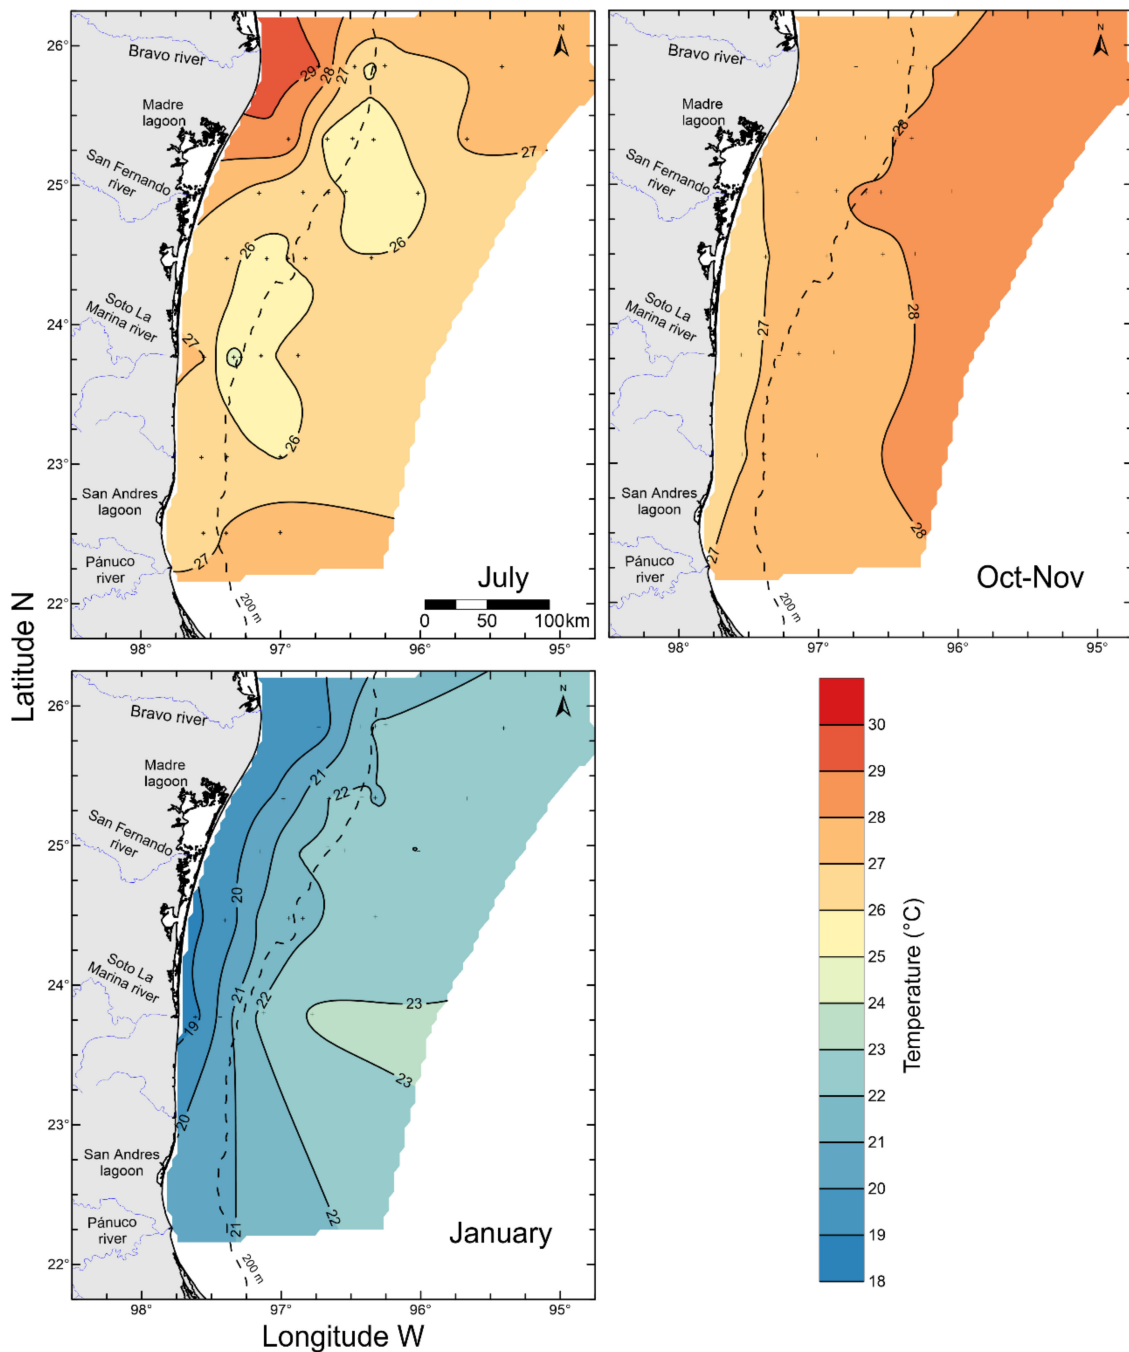 26°
25°
24°
23°
22°
Bravo river
Madre
lagoon
San Fernando
river
Soto La
Marina river
San Andres
lagoon
Pánuco
river
29
28
27
27
26
26
27
26
27
N
200 m
July
0 50 100km
98° 97° 96° 95°
26°
25°
24°
23°
22°
Bravo river
Madre
lagoon
San Fernando
river
Soto La
Marina river
San Andres
lagoon
Pánuco
river
28
28
27
28
27
N
200 m
Oct-Nov
98° 97° 96° 95°
Latitude N
26°
25°
24°
23°
22°
Bravo river
Madre
lagoon
San Fernando
river
Soto La
Marina river
San Andres
lagoon
Pánuco
river
21
22
20
21
22
19
23
23
20
21
22
N
200 m
January
98° 97° 96° 95°
Longitude W
30
29
28
27
26
25
24
23
22
21
20
19
18
Temperature (°C)